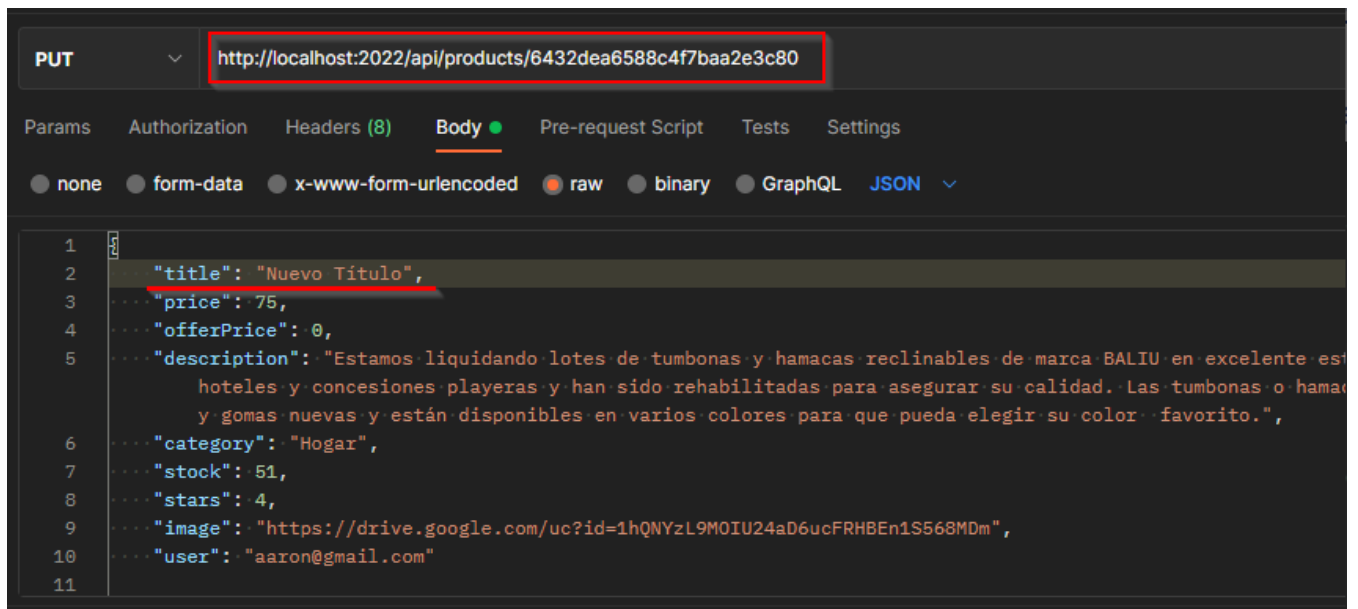 PUT http://localhost:2022/api/products/6432dea6588c4f7baa2e3c80
Params Authorization Headers (8) Body Pre-request Script Tests Settings
none form-data x-www-form-urlencoded raw binary GraphQL JSON
1 {
2 "title": "Nuevo Título",
3 "price": 75,
4 "offerPrice": 0,
5 "description": "Estamos liquidando lotes de tumbonas y hamacas reclinables de marca BALIU en excelente est
hoteles y concesiones playeras y han sido rehabilitadas para asegurar su calidad. Las tumbonas o hamac
y gomas nuevas y están disponibles en varios colores para que pueda elegir su color favorito.",
6 "category": "Hogar",
7 "stock": 51,
8 "stars": 4,
9 "image": "https://drive.google.com/uc?id=1hQNYzL9MOIU24aD6ucFRHBEn1S568MDm",
10 "user": "aaron@gmail.com"
11